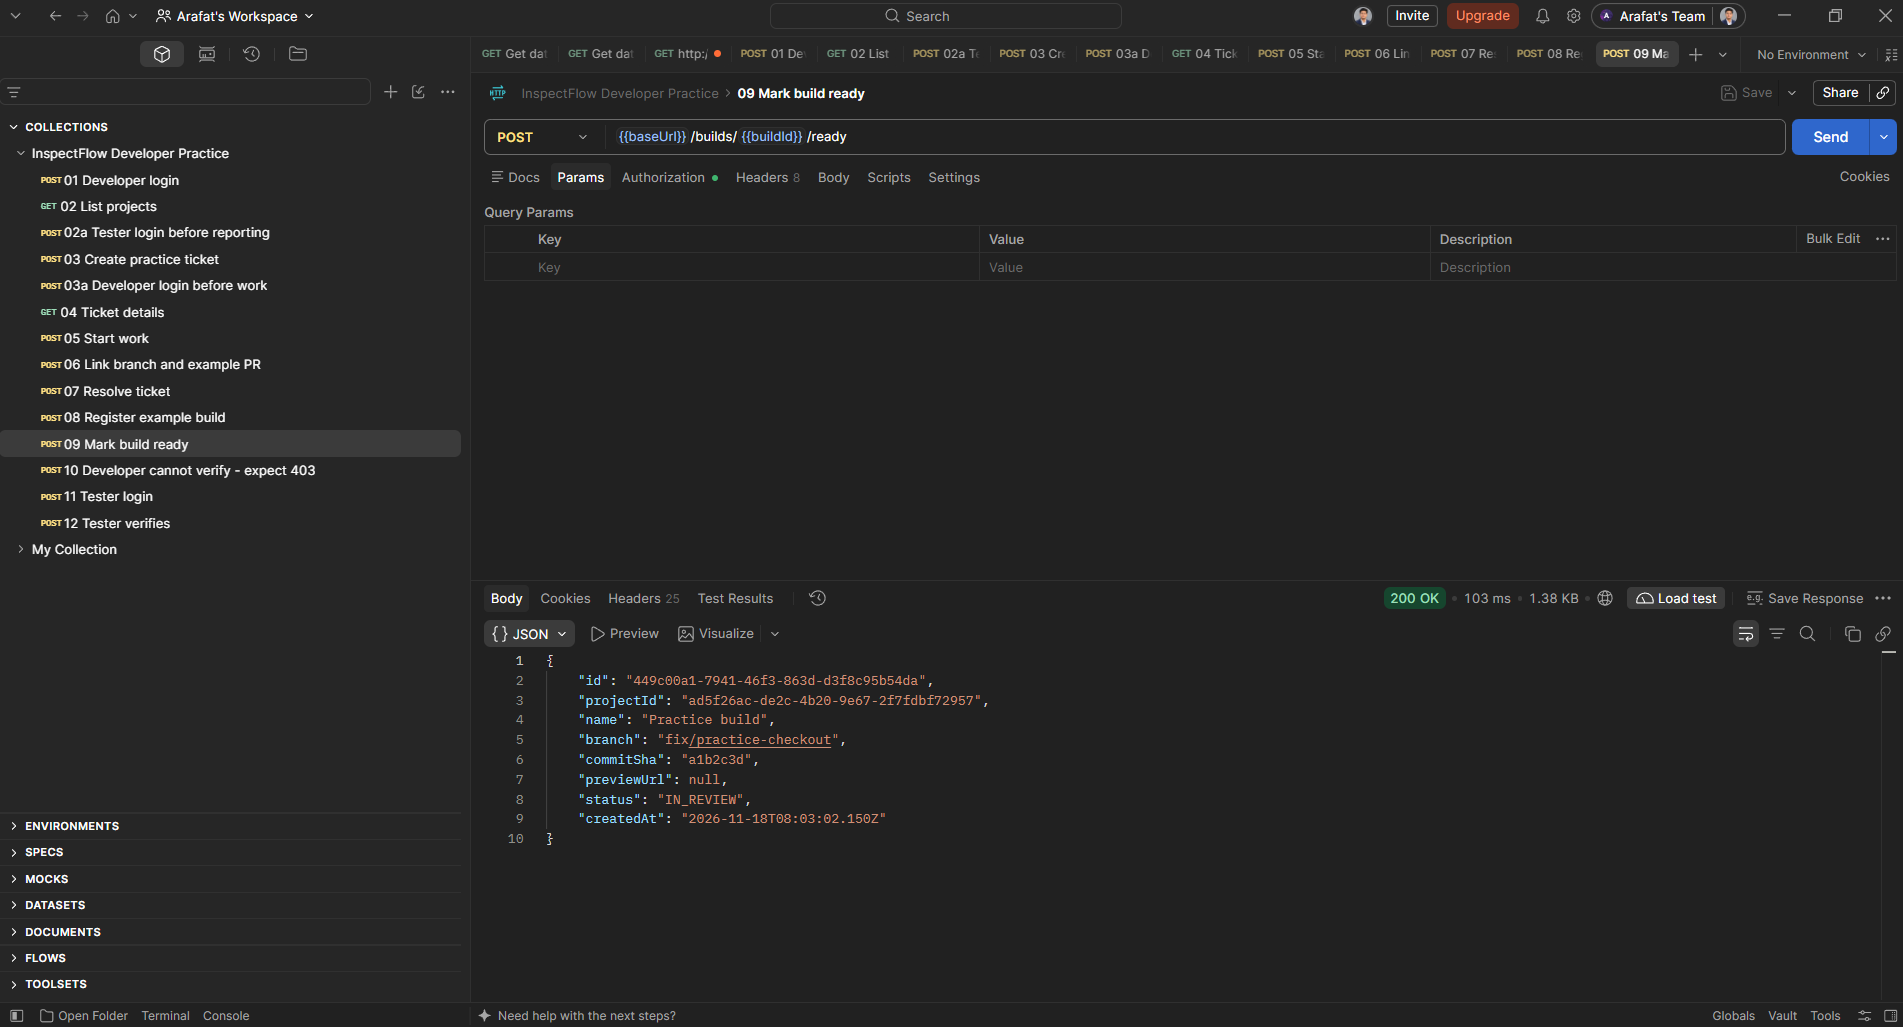 Arafat's Workspace
Search
Invite
Upgrade
A
Arafat's Team
GET Get dat
GET Get dat
GET http:/
POST 01 De
GET 02 List
POST 02a T
POST 03 Cr
POST 03a D
GET 04 Tick
POST 05 Sta
POST 06 Lin
POST 07 Re
POST 08 Re
POST 09 Ma
No Environment
HTTP
InspectFlow Developer Practice > 09 Mark build ready
Save
Share
COLLECTIONS
InspectFlow Developer Practice
POST 01 Developer login
GET 02 List projects
POST 02a Tester login before reporting
POST 03 Create practice ticket
POST 03a Developer login before work
GET 04 Ticket details
POST 05 Start work
POST 06 Link branch and example PR
POST 07 Resolve ticket
POST 08 Register example build
POST 09 Mark build ready
POST 10 Developer cannot verify - expect 403
POST 11 Tester login
POST 12 Tester verifies
My Collection
ENVIRONMENTS
SPECS
MOCKS
DATASETS
DOCUMENTS
FLOWS
TOOLSETS
POST
{{baseUrl}} /builds/ {{buildId}} /ready
Send
Docs
Params
Authorization
Headers 8
Body
Scripts
Settings
Cookies
Query Params
Key
Value
Description
Bulk Edit
Key
Value
Description
Body
Cookies
Headers 25
Test Results
200 OK
103 ms
1.38 KB
Load test
e.g. Save Response
{} JSON
Preview
Visualize
1 {
2 "id": "449c00a1-7941-46f3-863d-d3f8c95b54da",
3 "projectId": "ad5f26ac-de2c-4b20-9e67-2f7fdbf72957",
4 "name": "Practice build",
5 "branch": "fix/practice-checkout",
6 "commitSha": "a1b2c3d",
7 "previewUrl": null,
8 "status": "IN_REVIEW",
9 "createdAt": "2026-11-18T08:03:02.150Z"
10 }
Open Folder
Terminal
Console
Need help with the next steps?
Globals
Vault
Tools